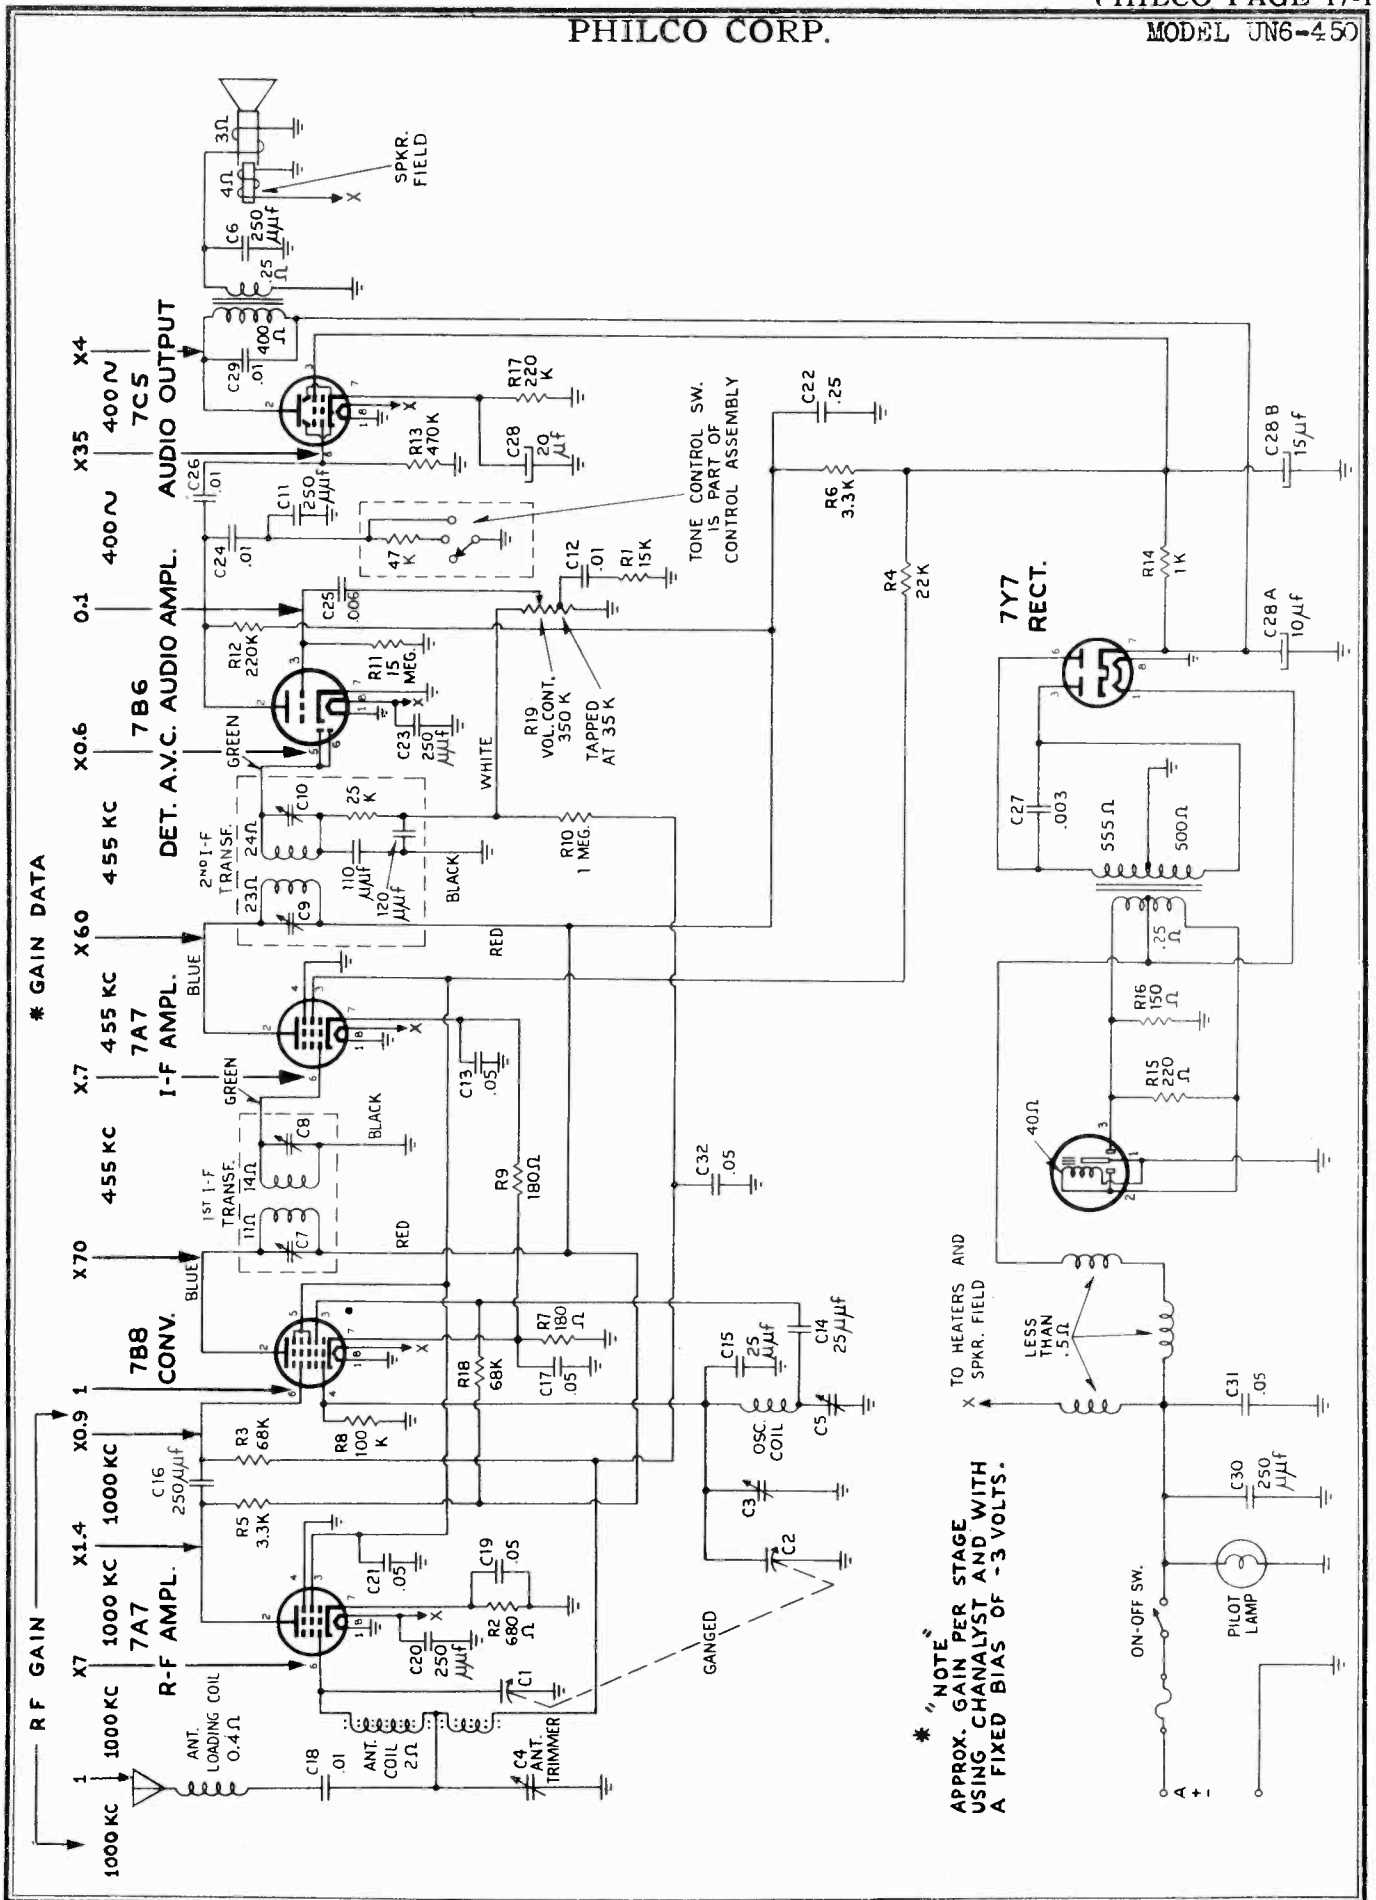 PHILCO PAGE 17-
PHILCO CORP.
MODEL UN6-450
* GAIN DATA
RF GAIN
1000 KC
1
1000 KC
X7
1000 KC
X1.4
1000 KC
X0.9
1
X70
455 KC
X.7
455 KC
X60
455 KC
X0.6
0.1
400~
X35
400~
X4
7A7
R-F AMPL.
7B8
CONV.
7A7
I-F AMPL.
7B6
DET. A.V.C. AUDIO AMPL.
7C5
AUDIO OUTPUT
ANT.
LOADING COIL
0.4Ω
C18
.01
ANT.
COIL
2Ω
C4
ANT.
TRIMMER
C1
GANGED
C2
C3
C20
250
μμf
R2
680
Ω
C19
.05
C21
.05
R5
3.3K
C16
250μμf
R3
68K
R8
100
K
R18
68K
C17
.05
R7
180
Ω
OSC.
COIL
C5
C15
25
μμf
C14
25μμf
BLUE
1ST I-F
TRANSF.
11Ω
14Ω
C7
C8
RED
GREEN
BLACK
R9
180Ω
C13
.05
C32
.05
BLUE
2ND I-F
TRANSF.
23Ω
24Ω
C9
C10
110
μμf
120
μμf
25
K
RED
BLACK
GREEN
WHITE
R10
1 MEG.
C23
250
μμf
R11
15
MEG.
R12
220K
C25
.006
R19
VOL. CONT.
350 K
TAPPED
AT 35 K
C12
.01
R1
15K
C24
.01
C26
.01
C11
250
μμf
47
K
TONE CONTROL SW.
IS PART OF
CONTROL ASSEMBLY
R13
470K
C28
20
μf
R17
220
K
C29
.01
400
Ω
.25
Ω
C6
250
μμf
4Ω
3Ω
SPKR.
FIELD
X
C22
.25
R6
3.3K
R4
22K
R14
1K
C28A
10μf
C28B
15μf
7Y7
RECT.
C27
.003
555Ω
500Ω
.25
Ω
R16
150
Ω
R15
220
Ω
40Ω
X TO HEATERS AND
SPKR. FIELD
LESS
THAN
.5Ω
C31
.05
C30
250
μμf
PILOT
LAMP
ON-OFF SW.
A
+
-
* "NOTE"
APPROX. GAIN PER STAGE
USING CHANALYST AND WITH
A FIXED BIAS OF -3 VOLTS.